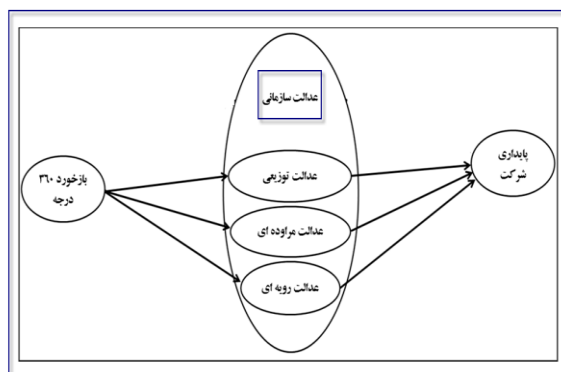 عدالت سازمانی
پایداری
شرکت
بازخورد ۳۶۰
درجه
عدالت توزیعی
عدالت مراوده ای
عدالت رویه ای